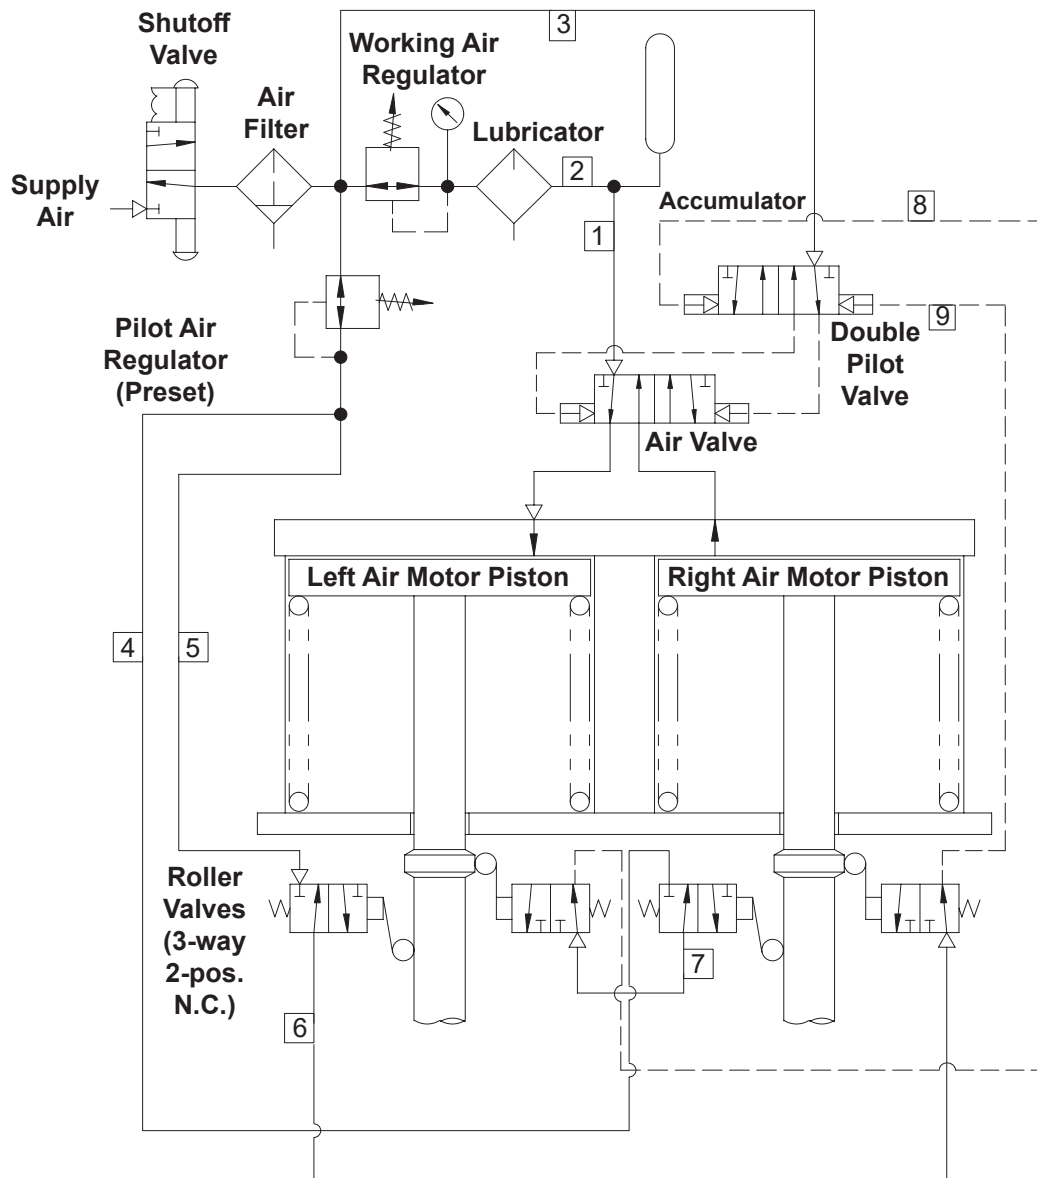 3
Shutoff
Valve
Working Air
Regulator
Air
Filter
Lubricator
2
Supply
Air
Accumulator
8
1
9
Pilot Air
Regulator
(Preset)
Double
Pilot
Valve
Air Valve
Left Air Motor Piston
Right Air Motor Piston
4
5
Roller
Valves
(3-way
2-pos.
N.C.)
7
6